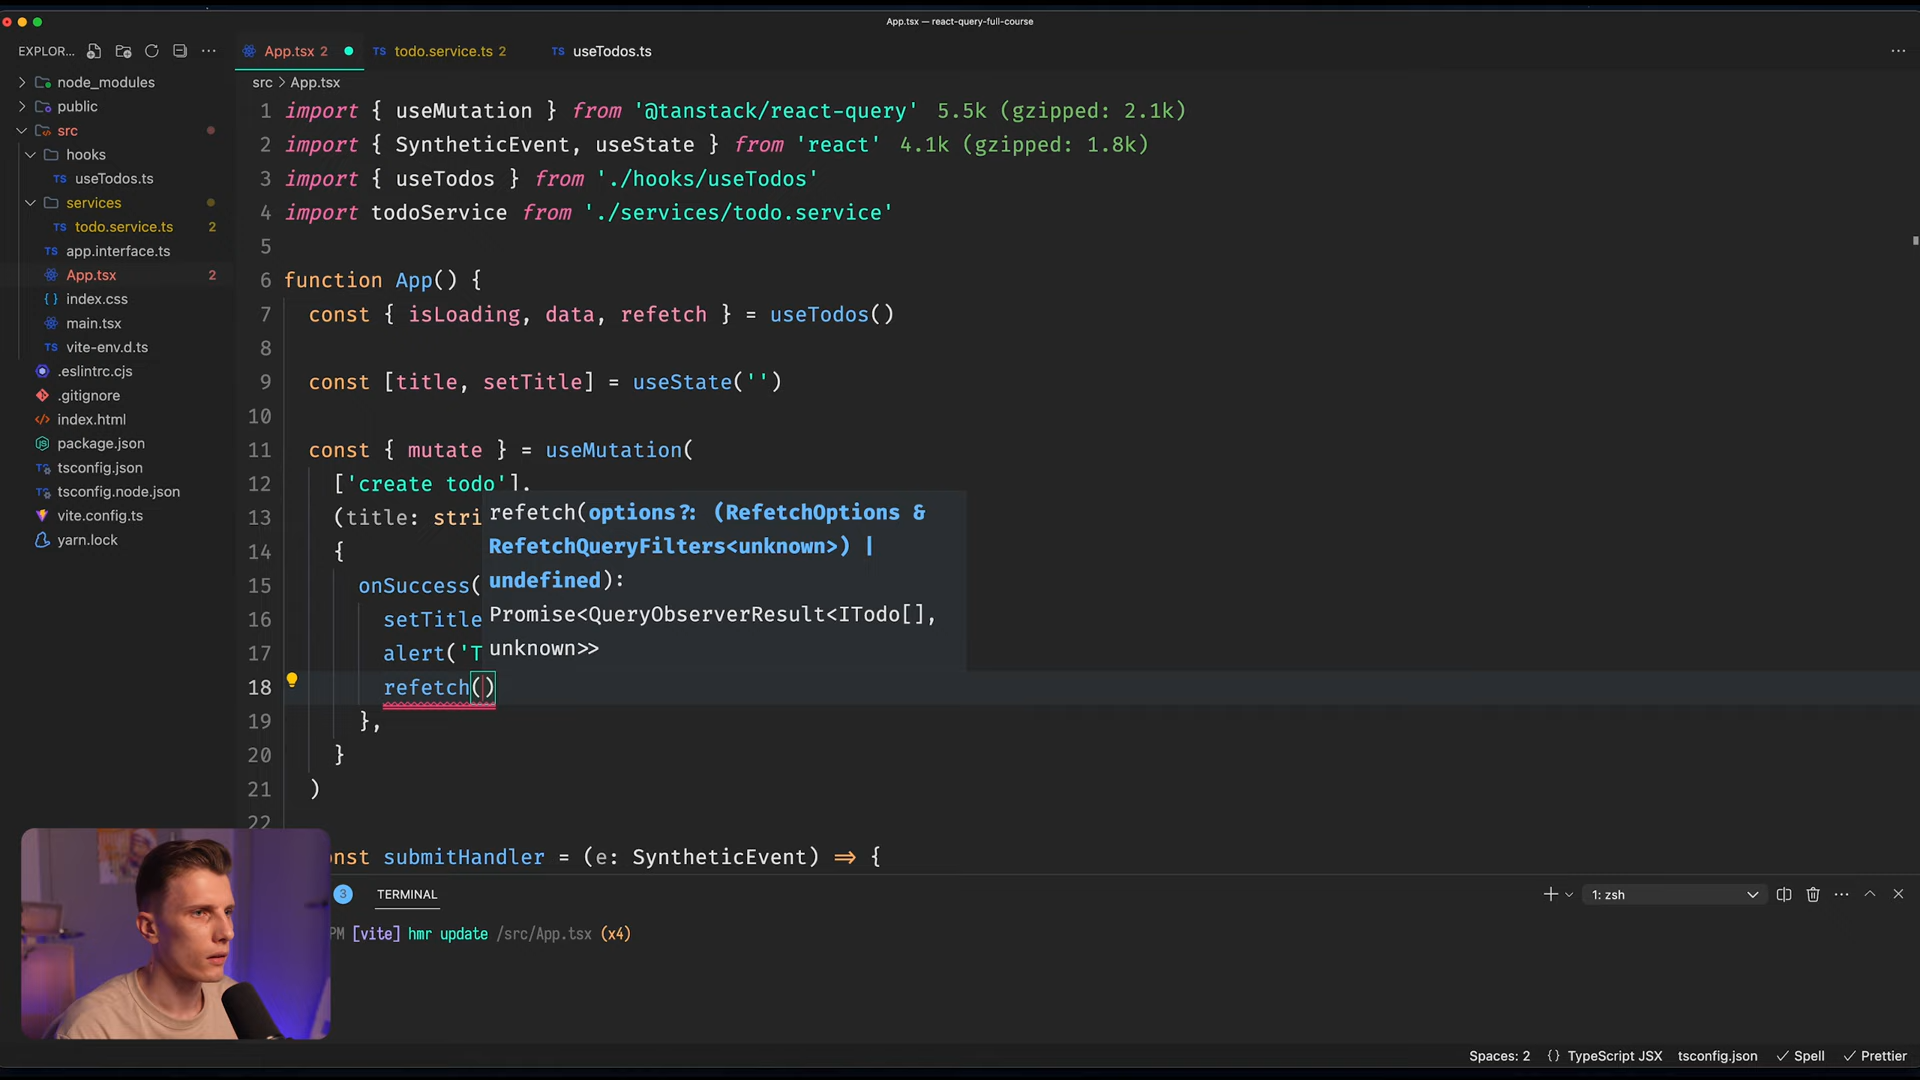 App.tsx — react-query-full-course
EXPLOR...
App.tsx 2
TS todo.service.ts 2
TS useTodos.ts
node_modules
public
src
hooks
TS useTodos.ts
services
TS todo.service.ts 2
TS app.interface.ts
App.tsx 2
index.css
main.tsx
TS vite-env.d.ts
.eslintrc.cjs
.gitignore
index.html
package.json
tsconfig.json
tsconfig.node.json
vite.config.ts
yarn.lock
src > App.tsx
1 import { useMutation } from '@tanstack/react-query' 5.5k (gzipped: 2.1k)
2 import { SyntheticEvent, useState } from 'react' 4.1k (gzipped: 1.8k)
3 import { useTodos } from './hooks/useTodos'
4 import todoService from './services/todo.service'
5
6 function App() {
7 const { isLoading, data, refetch } = useTodos()
8
9 const [title, setTitle] = useState('')
10
11 const { mutate } = useMutation(
12 ['create todo'],
13 (title: stri
14 {
15 onSuccess(
16 setTitle
17 alert('T
18 refetch()
19 },
20 }
21 )
22
const submitHandler = (e: SyntheticEvent) => {
refetch(options?: (RefetchOptions &
RefetchQueryFilters<unknown>) |
undefined):
Promise<QueryObserverResult<ITodo[],
unknown>>
3 TERMINAL
1: zsh
PM [vite] hmr update /src/App.tsx (x4)
Spaces: 2 {} TypeScript JSX tsconfig.json ✓ Spell ✓ Prettier